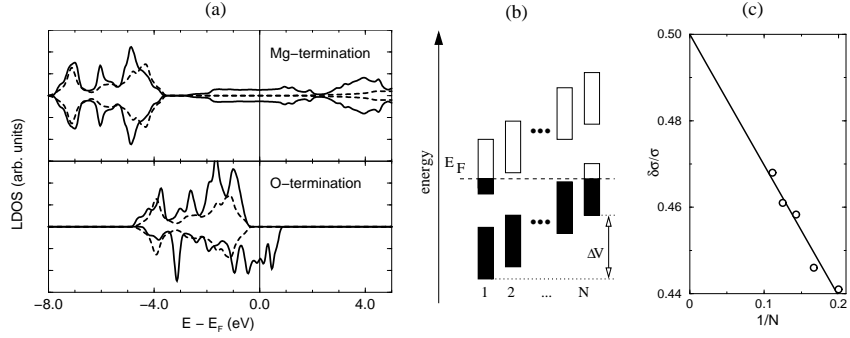 (a)
Mg−termination
O−termination
LDOS (arb. units)
−8.0 −4.0 0.0 4.0
E − E_F (eV)
(b)
energy
E_F
ΔV
1 2 ... N
(c)
0.50
0.48
0.46
0.44
δσ/σ
0 0.1 0.2
1/N